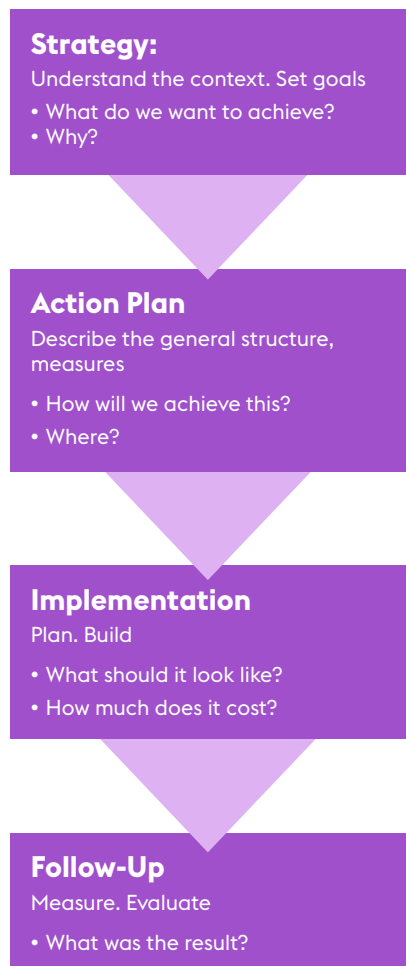 Strategy:
Understand the context. Set goals
• What do we want to achieve?
• Why?
Action Plan
Describe the general structure,
measures
• How will we achieve this?
• Where?
Implementation
Plan. Build
• What should it look like?
• How much does it cost?
Follow-Up
Measure. Evaluate
• What was the result?